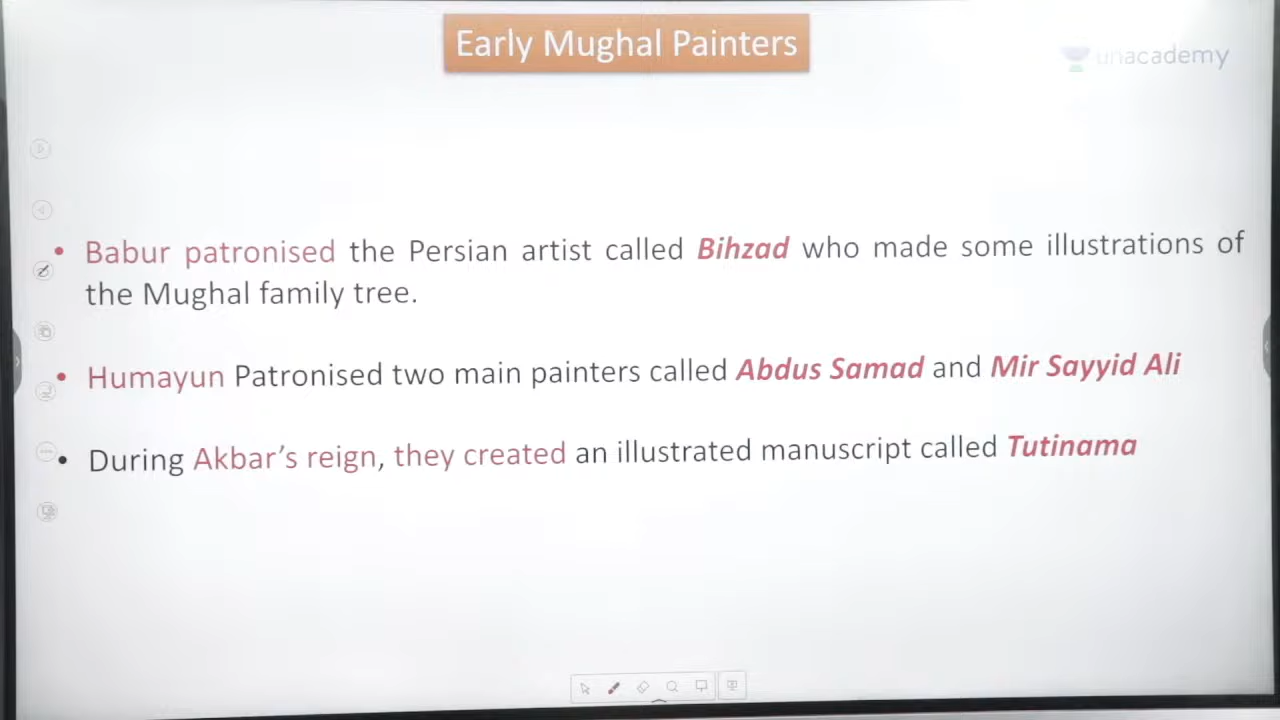 Early Mughal Painters
unacademy
• Babur patronised the Persian artist called Bihzad who made some illustrations of
the Mughal family tree.
• Humayun Patronised two main painters called Abdus Samad and Mir Sayyid Ali
• During Akbar’s reign, they created an illustrated manuscript called Tutinama